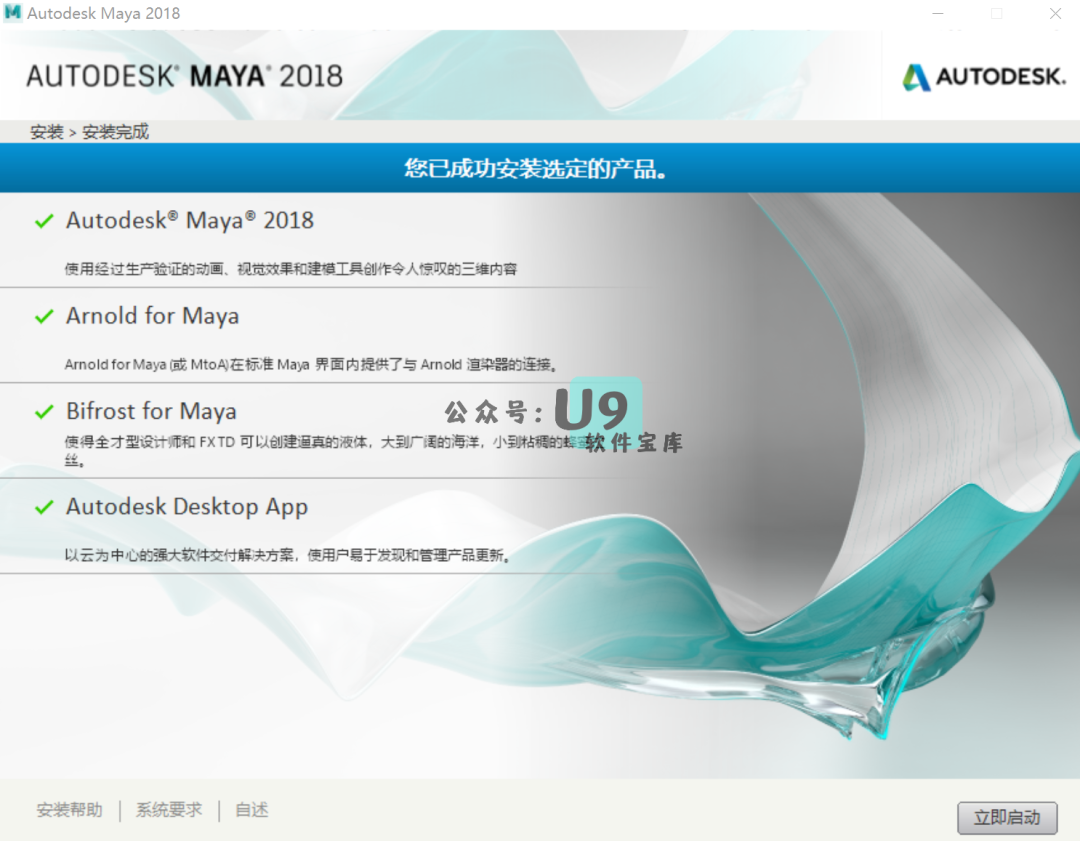 Autodesk Maya 2018
AUTODESK® MAYA® 2018
AUTODESK.
安装 > 安装完成
您已成功安装选定的产品。
Autodesk® Maya® 2018
使用经过生产验证的动画、视觉效果和建模工具创作令人惊叹的三维内容
Arnold for Maya
Arnold for Maya (或 MtoA)在标准 Maya 界面内提供了与 Arnold 渲染器的连接。
Bifrost for Maya
使得全才型设计师和 FX TD 可以创建逼真的液体，大到广阔的海洋，小到粘稠的蜂蜜
丝。
公众号：U9
软件宝库
Autodesk Desktop App
以云为中心的强大软件交付解决方案，使用户易于发现和管理产品更新。
安装帮助 | 系统要求 | 自述
立即启动